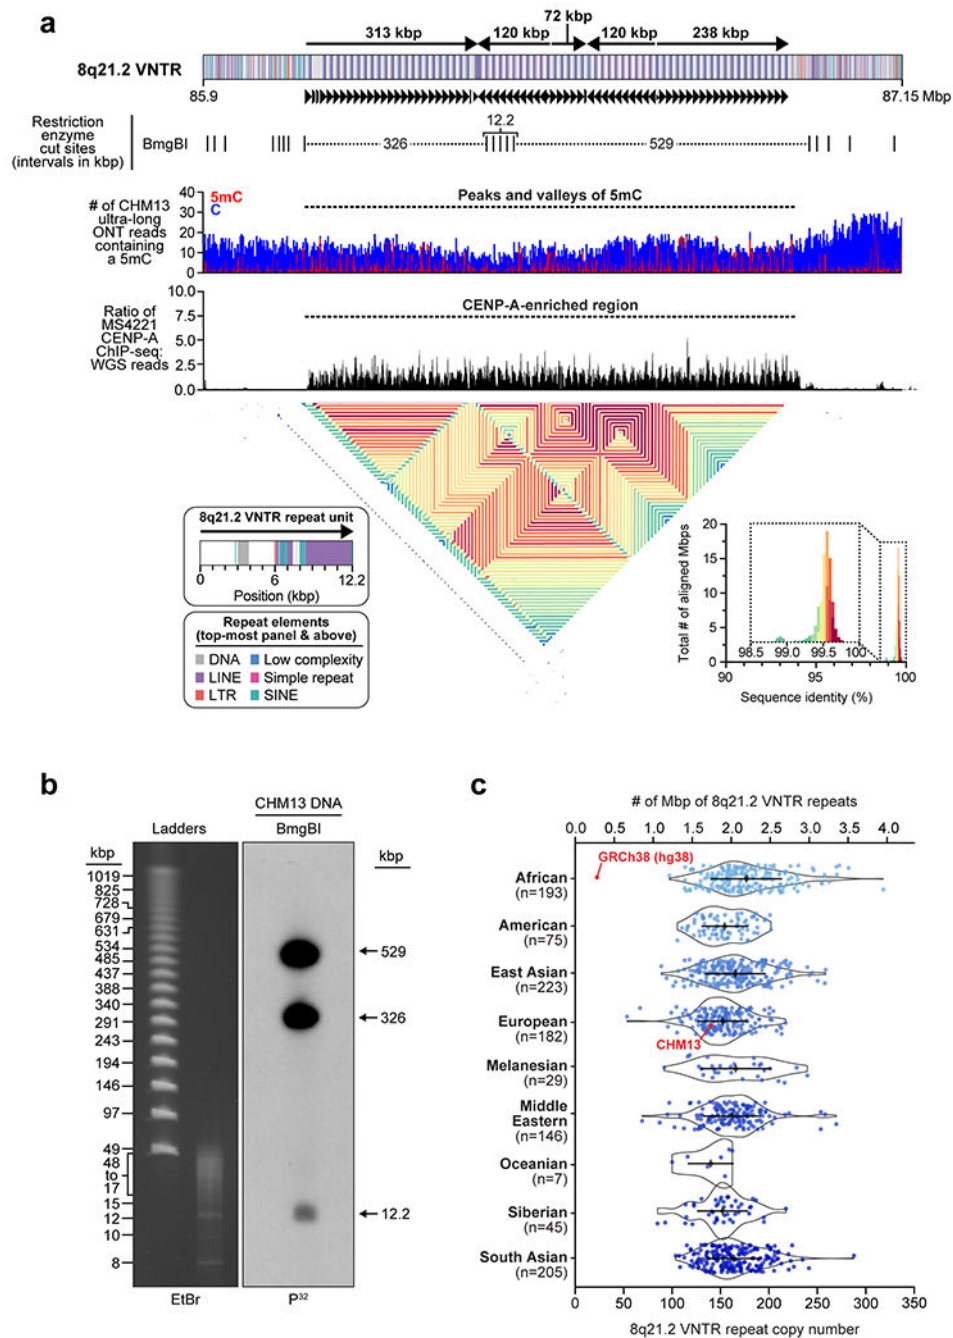 a
313 kbp
120 kbp
72 kbp
120 kbp
238 kbp
8q21.2 VNTR
85.9
87.15 Mbp
Restriction
enzyme
cut sites
(intervals in kbp)
BmgBI
326
12.2
529
# of CHM13
ultra-long
ONT reads
containing
a 5mC
40
30
20
10
0
5mC
C
Peaks and valleys of 5mC
Ratio of
MS4221
CENP-A
ChIP-seq:
WGS reads
10.0
7.5
5.0
2.5
0.0
CENP-A-enriched region
8q21.2 VNTR repeat unit
0
6
12.2
Position (kbp)
Repeat elements
(top-most panel & above)
DNA
LINE
LTR
Low complexity
Simple repeat
SINE
Total # of aligned Mbps
20
15
10
5
0
98.5
99.0
99.5
100
90
95
100
Sequence identity (%)
b
Ladders
CHM13 DNA
BmgBI
kbp
kbp
1019
825
728
679
631
534
485
437
388
340
291
243
194
146
97
49
48
to
17
15
12
10
8
529
326
12.2
EtBr
P³²
c
# of Mbp of 8q21.2 VNTR repeats
0.0
0.5
1.0
1.5
2.0
2.5
3.0
3.5
4.0
GRCh38 (hg38)
African
(n=193)
American
(n=75)
East Asian
(n=223)
European
(n=182)
CHM13
Melanesian
(n=29)
Middle
Eastern
(n=146)
Oceanian
(n=7)
Siberian
(n=45)
South Asian
(n=205)
0
50
100
150
200
250
300
350
8q21.2 VNTR repeat copy number